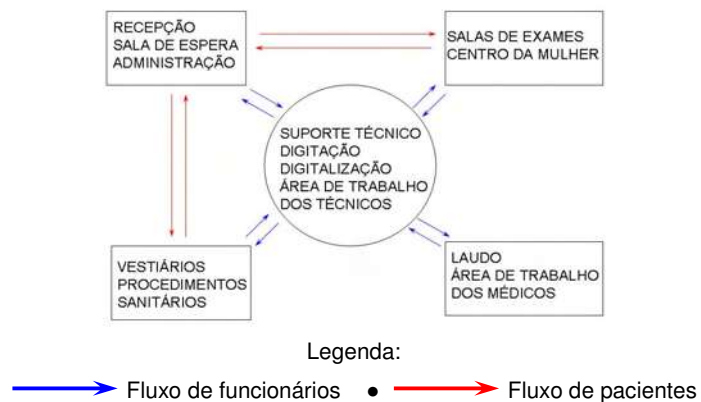 RECEPÇÃO
SALA DE ESPERA
ADMINISTRAÇÃO
SALAS DE EXAMES
CENTRO DA MULHER
SUPORTE TÉCNICO
DIGITAÇÃO
DIGITALIZAÇÃO
ÁREA DE TRABALHO
DOS TÉCNICOS
VESTIÁRIOS
PROCEDIMENTOS
SANITÁRIOS
LAUDO
ÁREA DE TRABALHO
DOS MÉDICOS
Legenda:
Fluxo de funcionários • Fluxo de pacientes